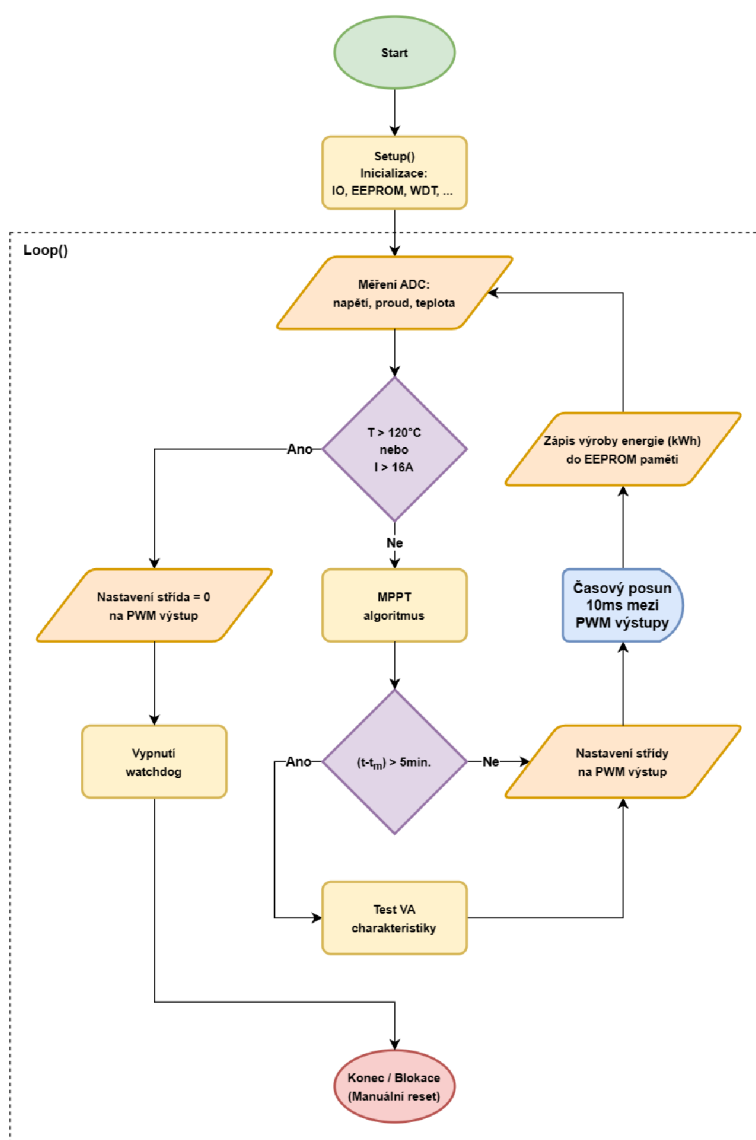 Start
Setup()
Inicializace:
IO, EEPROM, WDT, ...
Loop()
Měření ADC:
napětí, proud, teplota
T > 120°C
nebo
I > 16A
Ano
Ne
Zápis výroby energie (kWh)
do EEPROM paměti
Nastavení střída = 0
na PWM výstup
MPPT
algoritmus
Časový posun
10ms mezi
PWM výstupy
Vypnutí
watchdog
Ano
(t-tm) > 5min.
Ne
Nastavení střídy
na PWM výstup
Test VA
charakteristiky
Konec / Blokace
(Manuální reset)